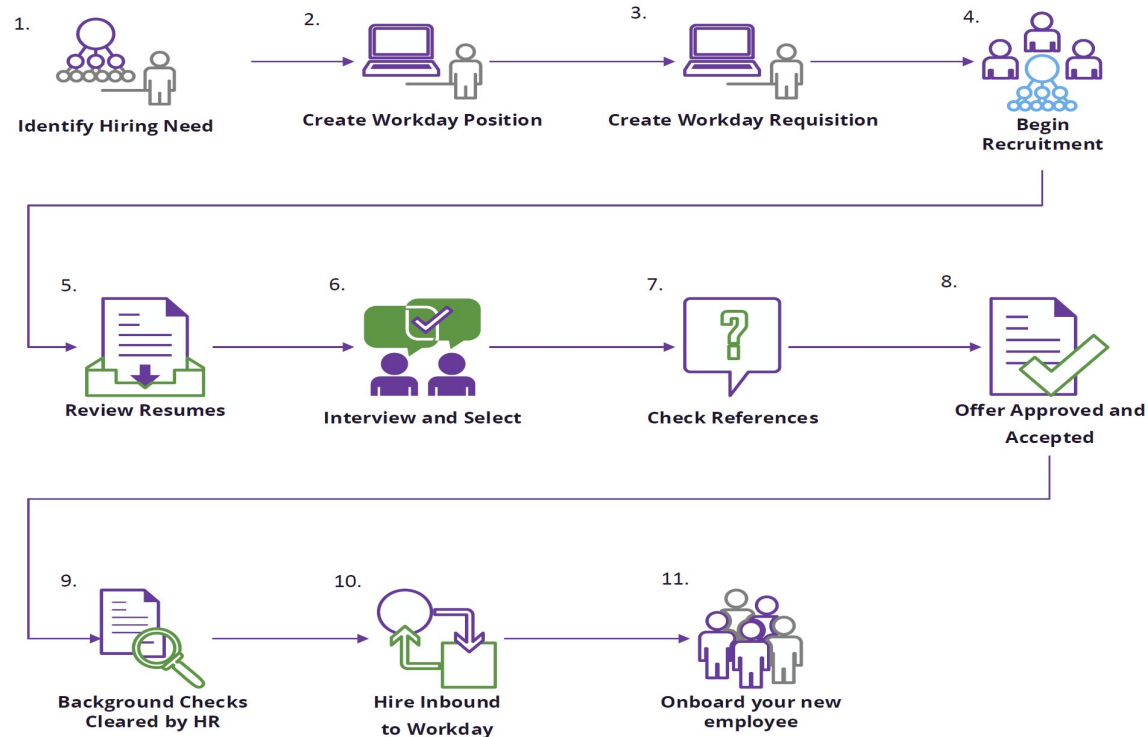 1.
Identify Hiring Need
2.
Create Workday Position
3.
Create Workday Requisition
4.
Begin
Recruitment
5.
Review Resumes
6.
Interview and Select
7.
?
Check References
8.
Offer Approved and
Accepted
9.
Background Checks
Cleared by HR
10.
Hire Inbound
to Workday
11.
Onboard your new
employee